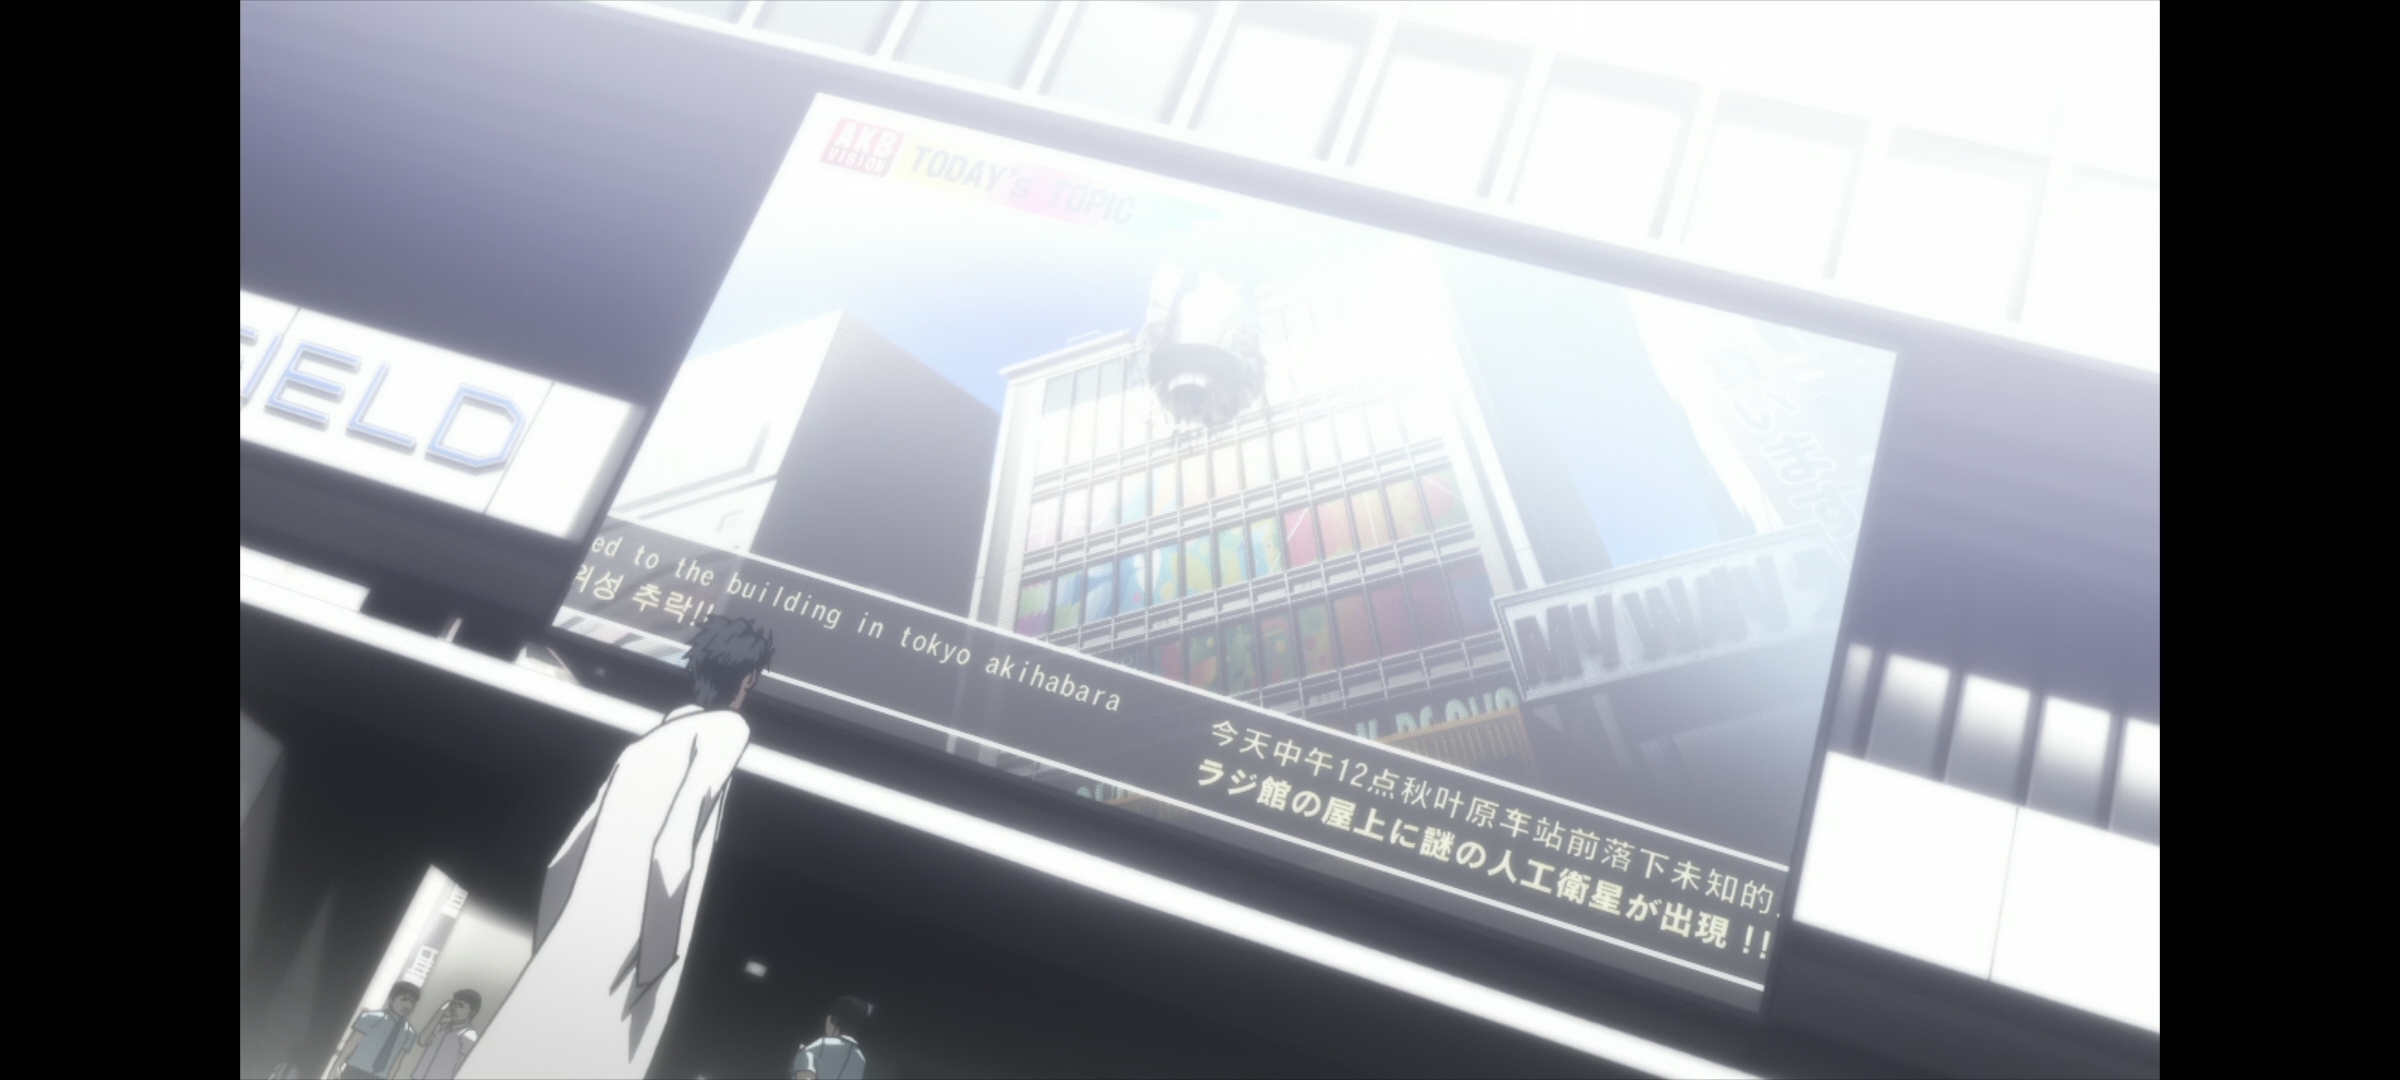 AKB
VISION
TODAY's TOPIC
IELD
MY WAY
ed to the building in tokyo akihabara
위성 추락!!
今天中午12点秋叶原车站前落下未知的
ラジ館の屋上に謎の人工衛星が出現!!